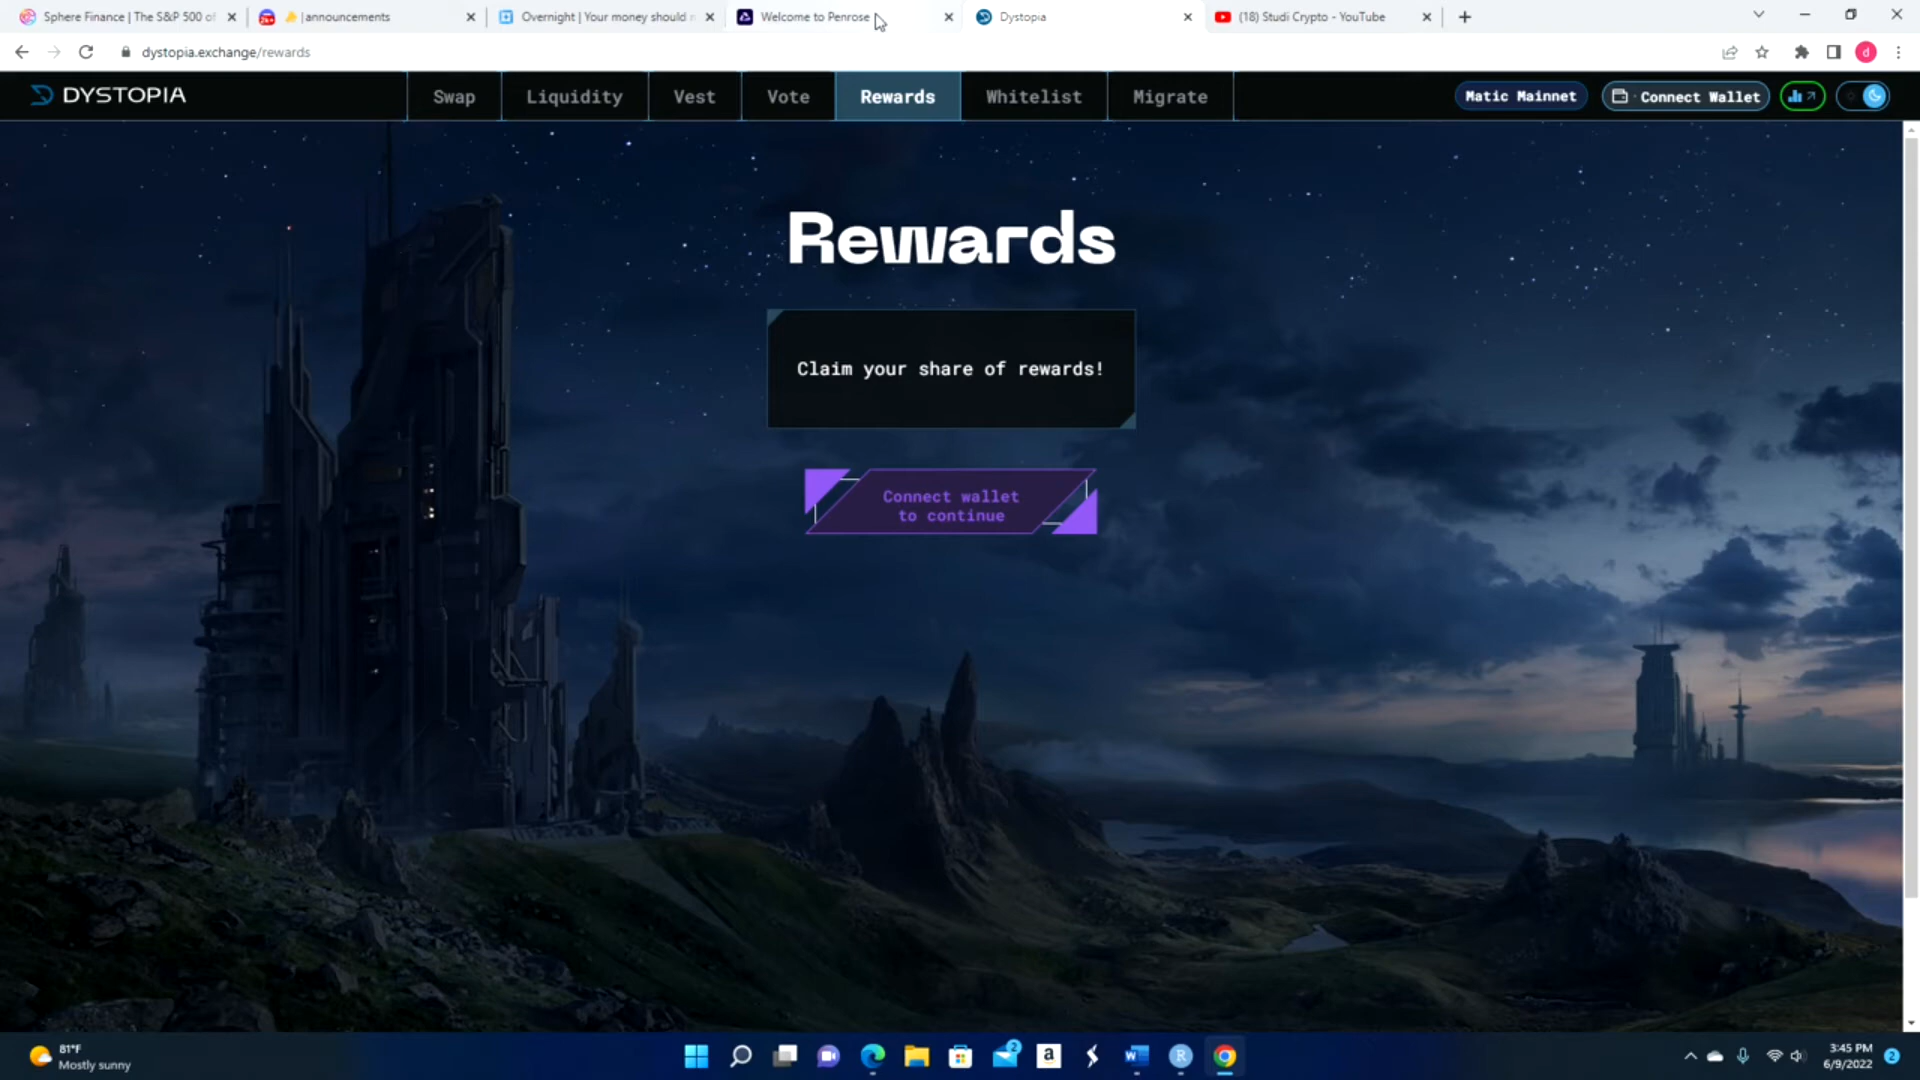 Sphere Finance | The S&P 500 of
| announcements
Overnight | Your money should n
Welcome to Penrose
Dystopia
(18) Studi Crypto - YouTube
dystopia.exchange/rewards
d
DYSTOPIA
Swap
Liquidity
Vest
Vote
Rewards
Whitelist
Migrate
Matic Mainnet
Connect Wallet
Rewards
Claim your share of rewards!
Connect wallet
to continue
81°F
Mostly sunny
2
a
W
R
3:45 PM
6/9/2022
2